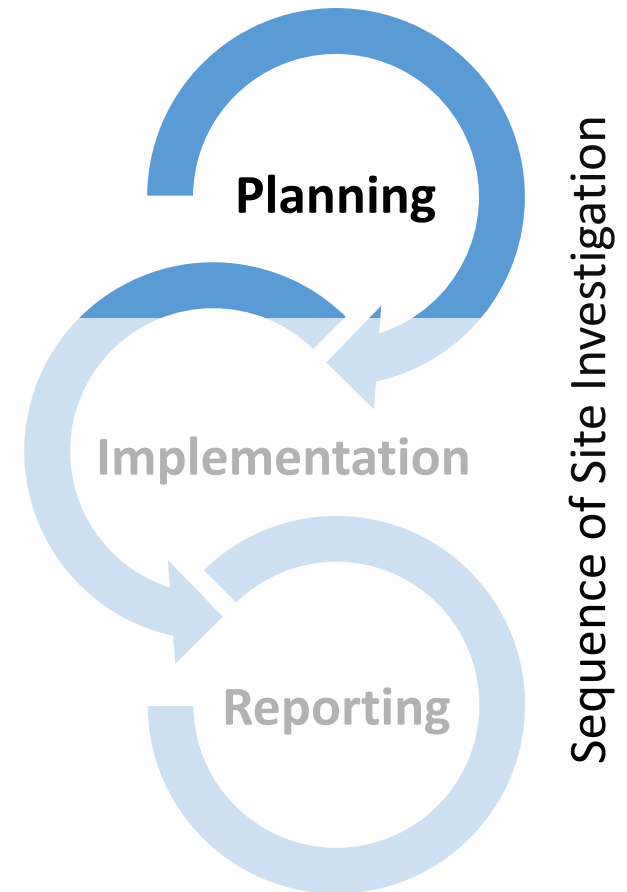 Planning
Implementation
Reporting
Sequence of Site Investigation